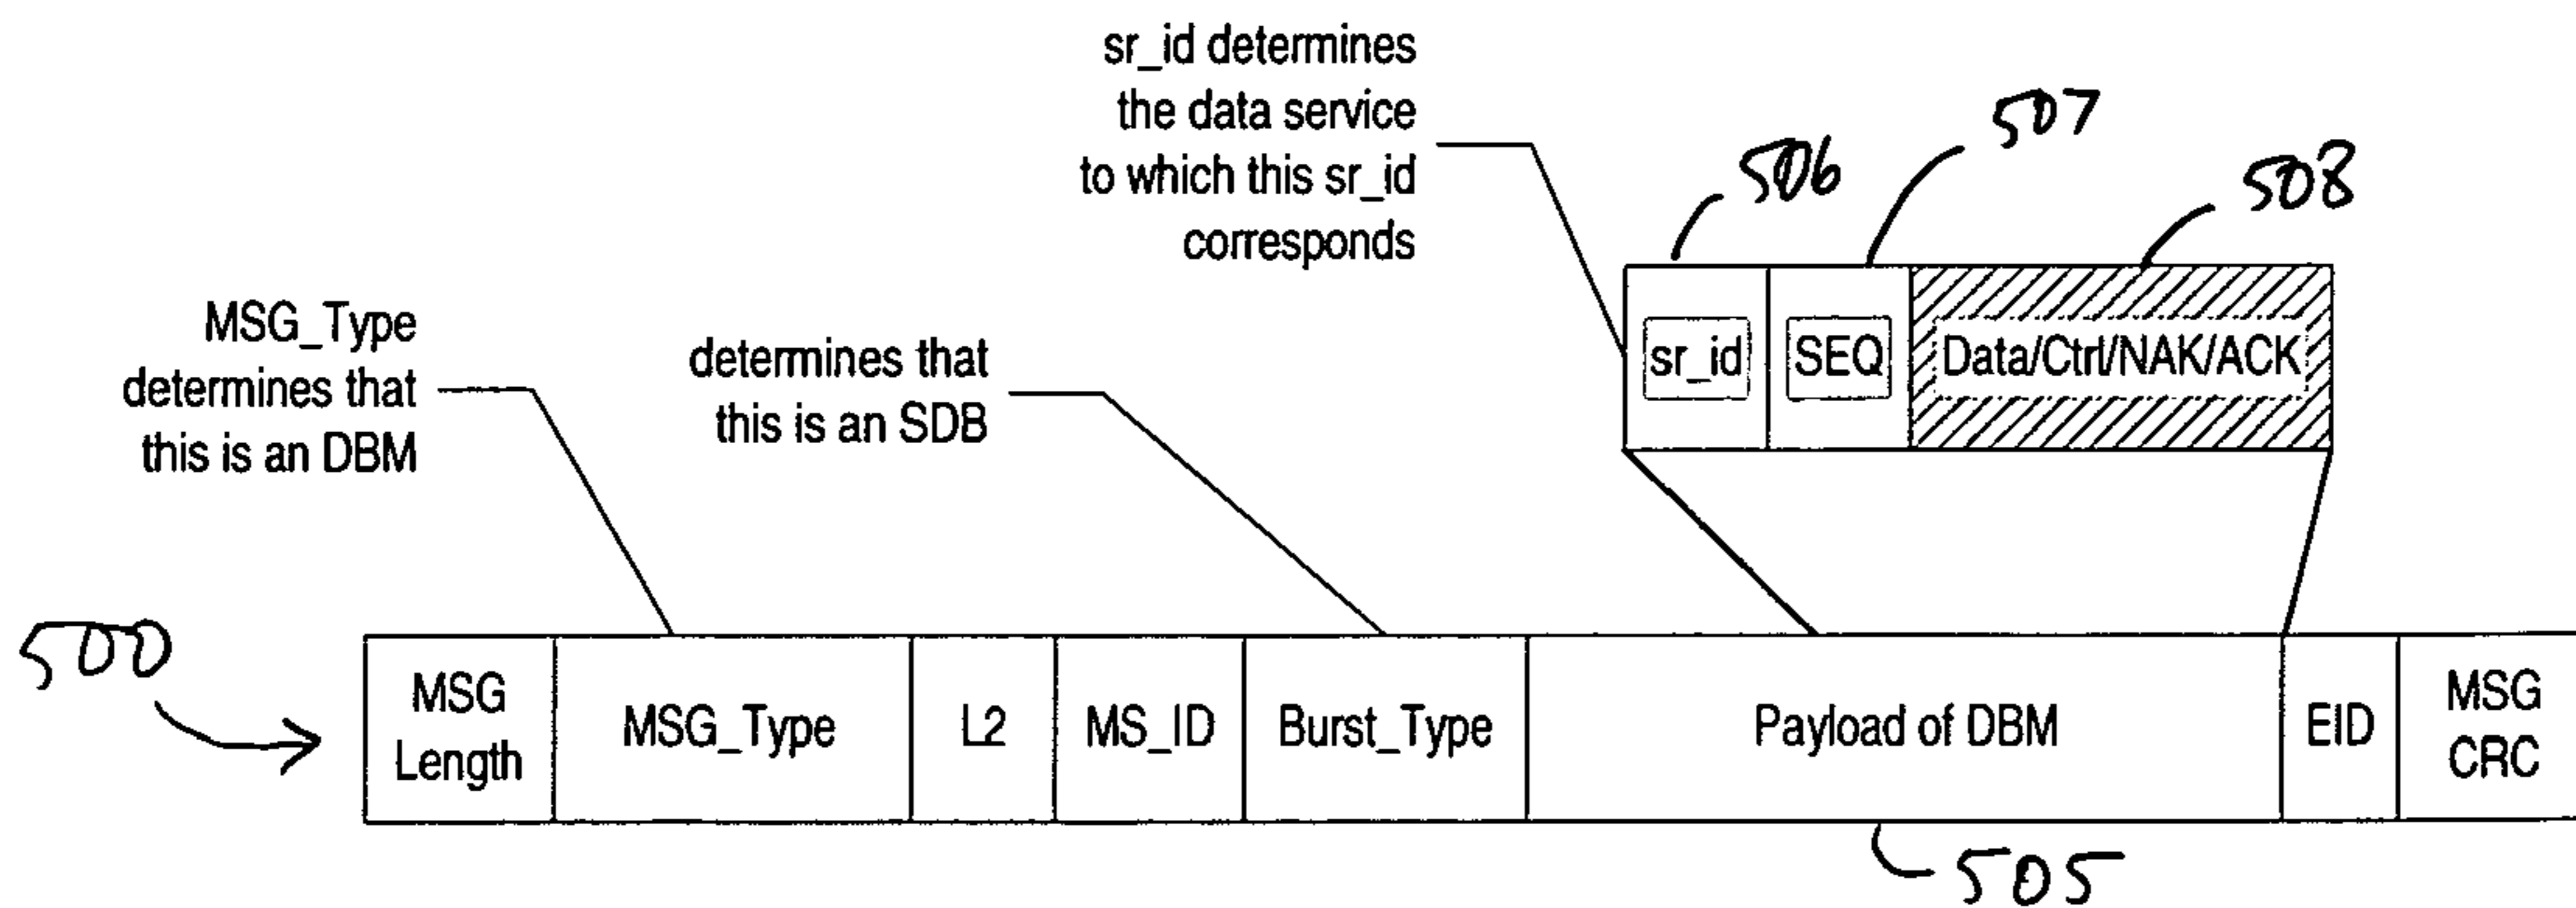 sr_id determines
the data service
to which this sr_id
corresponds
506
507
508
sr_id
SEQ
Data/Ctrl/NAK/ACK
MSG_Type
determines that
this is an DBM
determines that
this is an SDB
500
MSG
Length
MSG_Type
L2
MS_ID
Burst_Type
Payload of DBM
EID
MSG
CRC
505